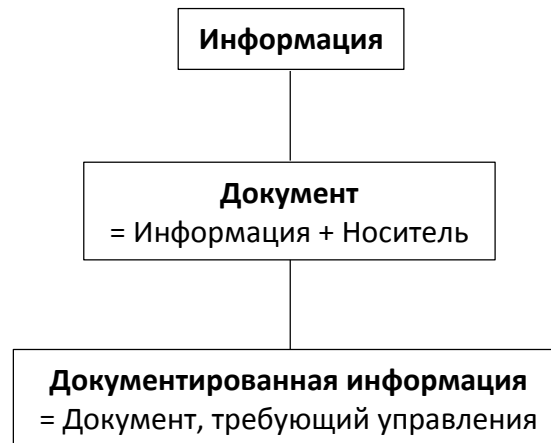 Информация
Документ
= Информация + Носитель
Документированная информация
= Документ, требующий управления